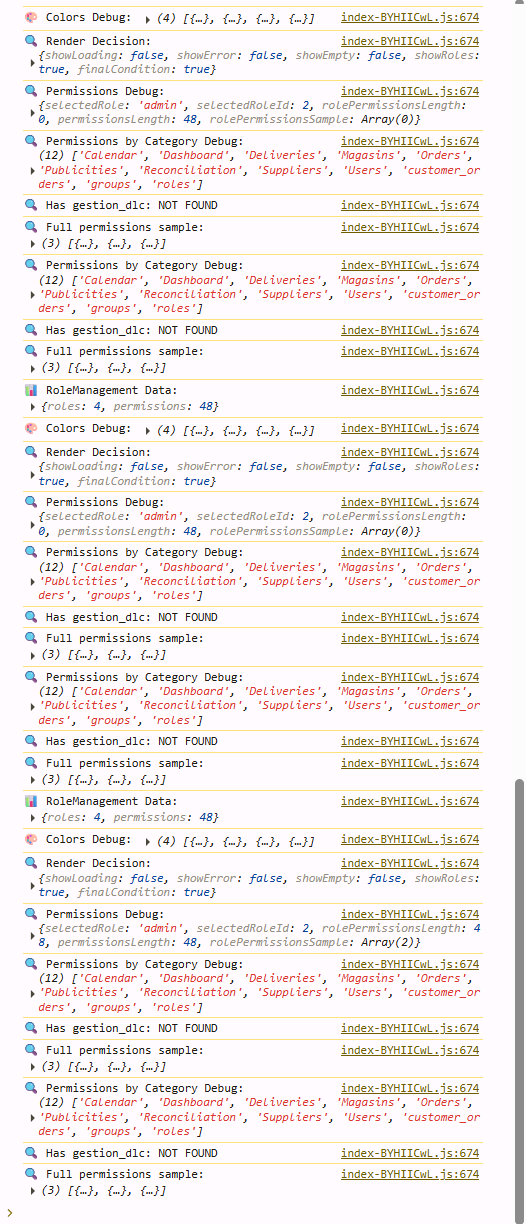 Colors Debug: (4) [{…}, {…}, {…}, {…}] index-BYHIICwL.js:674
Render Decision: index-BYHIICwL.js:674
{showLoading: false, showError: false, showEmpty: false, showRoles:
true, finalCondition: true}
Permissions Debug: index-BYHIICwL.js:674
{selectedRole: 'admin', selectedRoleId: 2, rolePermissionsLength:
0, permissionsLength: 48, rolePermissionsSample: Array(0)}
Permissions by Category Debug: index-BYHIICwL.js:674
(12) ['Calendar', 'Dashboard', 'Deliveries', 'Magasins', 'Orders',
'Publicities', 'Reconciliation', 'Suppliers', 'Users', 'customer_or
ders', 'groups', 'roles']
Has gestion_dlc: NOT FOUND index-BYHIICwL.js:674
Full permissions sample: index-BYHIICwL.js:674
(3) [{…}, {…}, {…}]
Permissions by Category Debug: index-BYHIICwL.js:674
(12) ['Calendar', 'Dashboard', 'Deliveries', 'Magasins', 'Orders',
'Publicities', 'Reconciliation', 'Suppliers', 'Users', 'customer_or
ders', 'groups', 'roles']
Has gestion_dlc: NOT FOUND index-BYHIICwL.js:674
Full permissions sample: index-BYHIICwL.js:674
(3) [{…}, {…}, {…}]
RoleManagement Data: index-BYHIICwL.js:674
{roles: 4, permissions: 48}
Colors Debug: (4) [{…}, {…}, {…}, {…}] index-BYHIICwL.js:674
Render Decision: index-BYHIICwL.js:674
{showLoading: false, showError: false, showEmpty: false, showRoles:
true, finalCondition: true}
Permissions Debug: index-BYHIICwL.js:674
{selectedRole: 'admin', selectedRoleId: 2, rolePermissionsLength:
0, permissionsLength: 48, rolePermissionsSample: Array(0)}
Permissions by Category Debug: index-BYHIICwL.js:674
(12) ['Calendar', 'Dashboard', 'Deliveries', 'Magasins', 'Orders',
'Publicities', 'Reconciliation', 'Suppliers', 'Users', 'customer_or
ders', 'groups', 'roles']
Has gestion_dlc: NOT FOUND index-BYHIICwL.js:674
Full permissions sample: index-BYHIICwL.js:674
(3) [{…}, {…}, {…}]
Permissions by Category Debug: index-BYHIICwL.js:674
(12) ['Calendar', 'Dashboard', 'Deliveries', 'Magasins', 'Orders',
'Publicities', 'Reconciliation', 'Suppliers', 'Users', 'customer_or
ders', 'groups', 'roles']
Has gestion_dlc: NOT FOUND index-BYHIICwL.js:674
Full permissions sample: index-BYHIICwL.js:674
(3) [{…}, {…}, {…}]
RoleManagement Data: index-BYHIICwL.js:674
{roles: 4, permissions: 48}
Colors Debug: (4) [{…}, {…}, {…}, {…}] index-BYHIICwL.js:674
Render Decision: index-BYHIICwL.js:674
{showLoading: false, showError: false, showEmpty: false, showRoles:
true, finalCondition: true}
Permissions Debug: index-BYHIICwL.js:674
{selectedRole: 'admin', selectedRoleId: 2, rolePermissionsLength: 4
8, permissionsLength: 48, rolePermissionsSample: Array(2)}
Permissions by Category Debug: index-BYHIICwL.js:674
(12) ['Calendar', 'Dashboard', 'Deliveries', 'Magasins', 'Orders',
'Publicities', 'Reconciliation', 'Suppliers', 'Users', 'customer_or
ders', 'groups', 'roles']
Has gestion_dlc: NOT FOUND index-BYHIICwL.js:674
Full permissions sample: index-BYHIICwL.js:674
(3) [{…}, {…}, {…}]
Permissions by Category Debug: index-BYHIICwL.js:674
(12) ['Calendar', 'Dashboard', 'Deliveries', 'Magasins', 'Orders',
'Publicities', 'Reconciliation', 'Suppliers', 'Users', 'customer_or
ders', 'groups', 'roles']
Has gestion_dlc: NOT FOUND index-BYHIICwL.js:674
Full permissions sample: index-BYHIICwL.js:674
(3) [{…}, {…}, {…}]